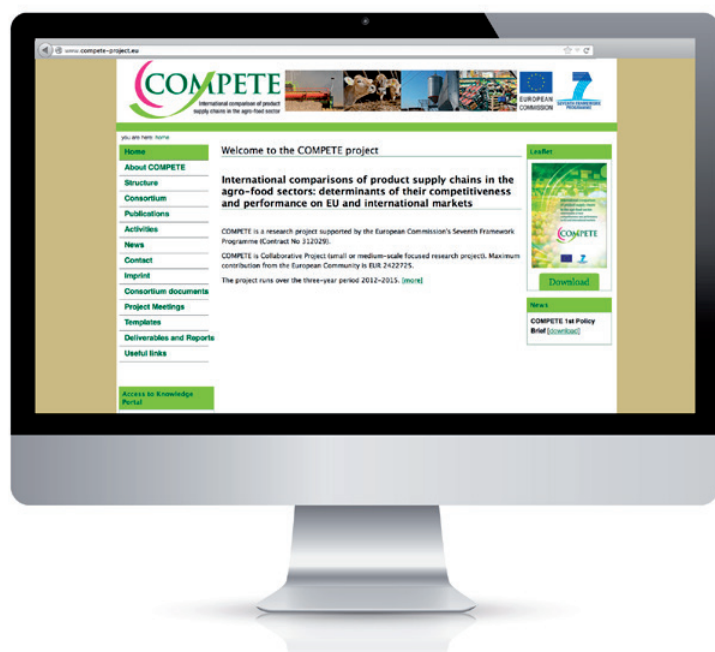 www.compete-project.eu
COMPETE
International comparison of product
supply chains in the agro-food sector
EUROPEAN
COMMISSION
SEVENTH FRAMEWORK
PROGRAMME
you are here: home
Home
About COMPETE
Structure
Consortium
Publications
Activities
News
Contact
Imprint
Consortium documents
Project Meetings
Templates
Deliverables and Reports
Useful links
Access to Knowledge
Portal
Welcome to the COMPETE project
International comparisons of product supply chains in the
agro-food sectors: determinants of their competitiveness
and performance on EU and international markets
COMPETE is a research project supported by the European Commission's Seventh Framework
Programme (Contract No 312029).
COMPETE is Collaborative Project (small or medium-scale focused research project). Maximum
contribution from the European Community is EUR 2422725.
The project runs over the three-year period 2012-2015. [more]
Leaflet
COMPETE
Download
News
COMPETE 1st Policy
Brief [download]